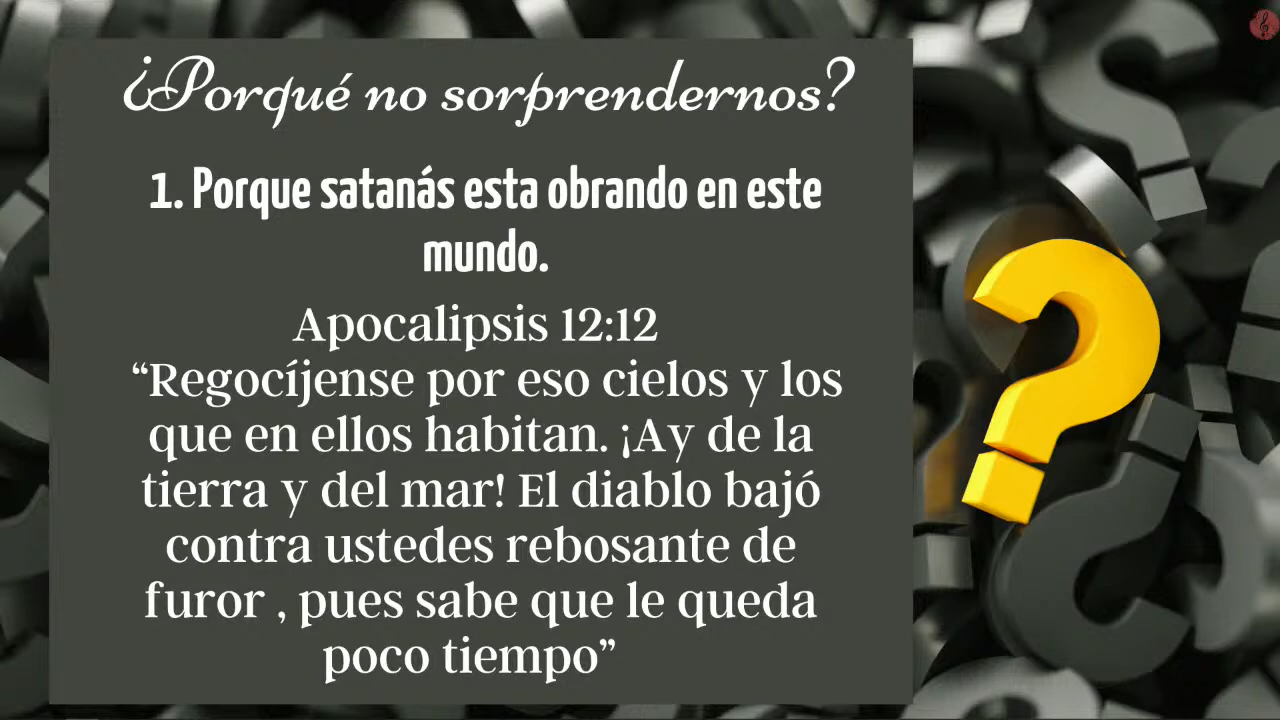 ¿Porqué no sorprendernos?
1. Porque satanás esta obrando en este
mundo.
Apocalipsis 12:12
“Regocíjense por eso cielos y los
que en ellos habitan. ¡Ay de la
tierra y del mar! El diablo bajó
contra ustedes rebosante de
furor , pues sabe que le queda
poco tiempo”